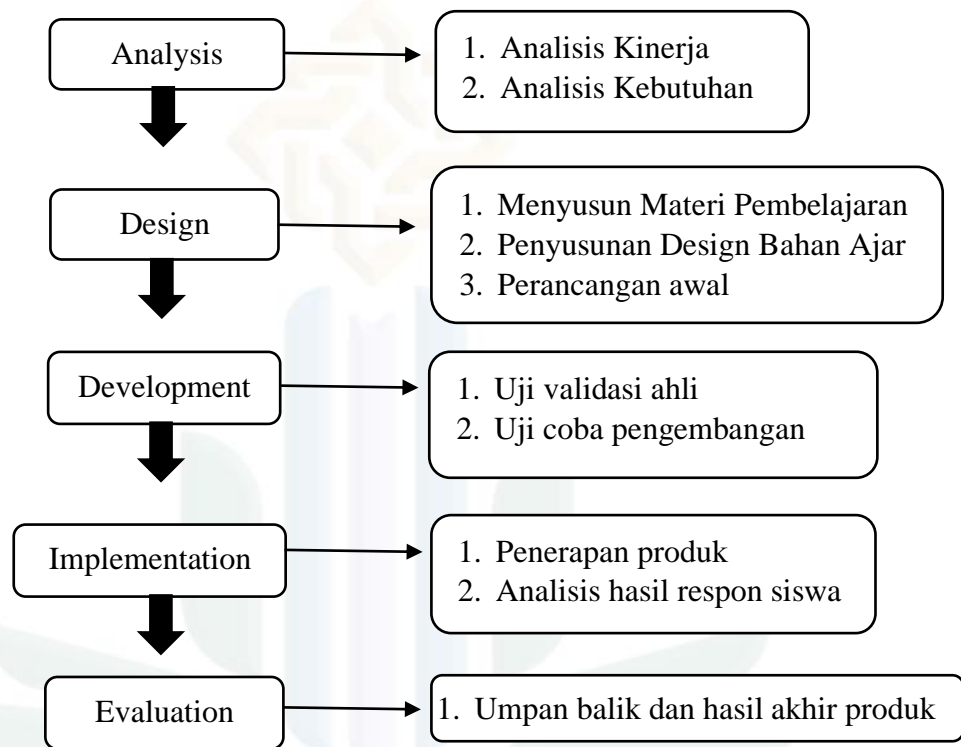 Analysis
1. Analisis Kinerja
2. Analisis Kebutuhan
Design
1. Menyusun Materi Pembelajaran
2. Penyusunan Design Bahan Ajar
3. Perancangan awal
Development
1. Uji validasi ahli
2. Uji coba pengembangan
Implementation
1. Penerapan produk
2. Analisis hasil respon siswa
Evaluation
1. Umpan balik dan hasil akhir produk